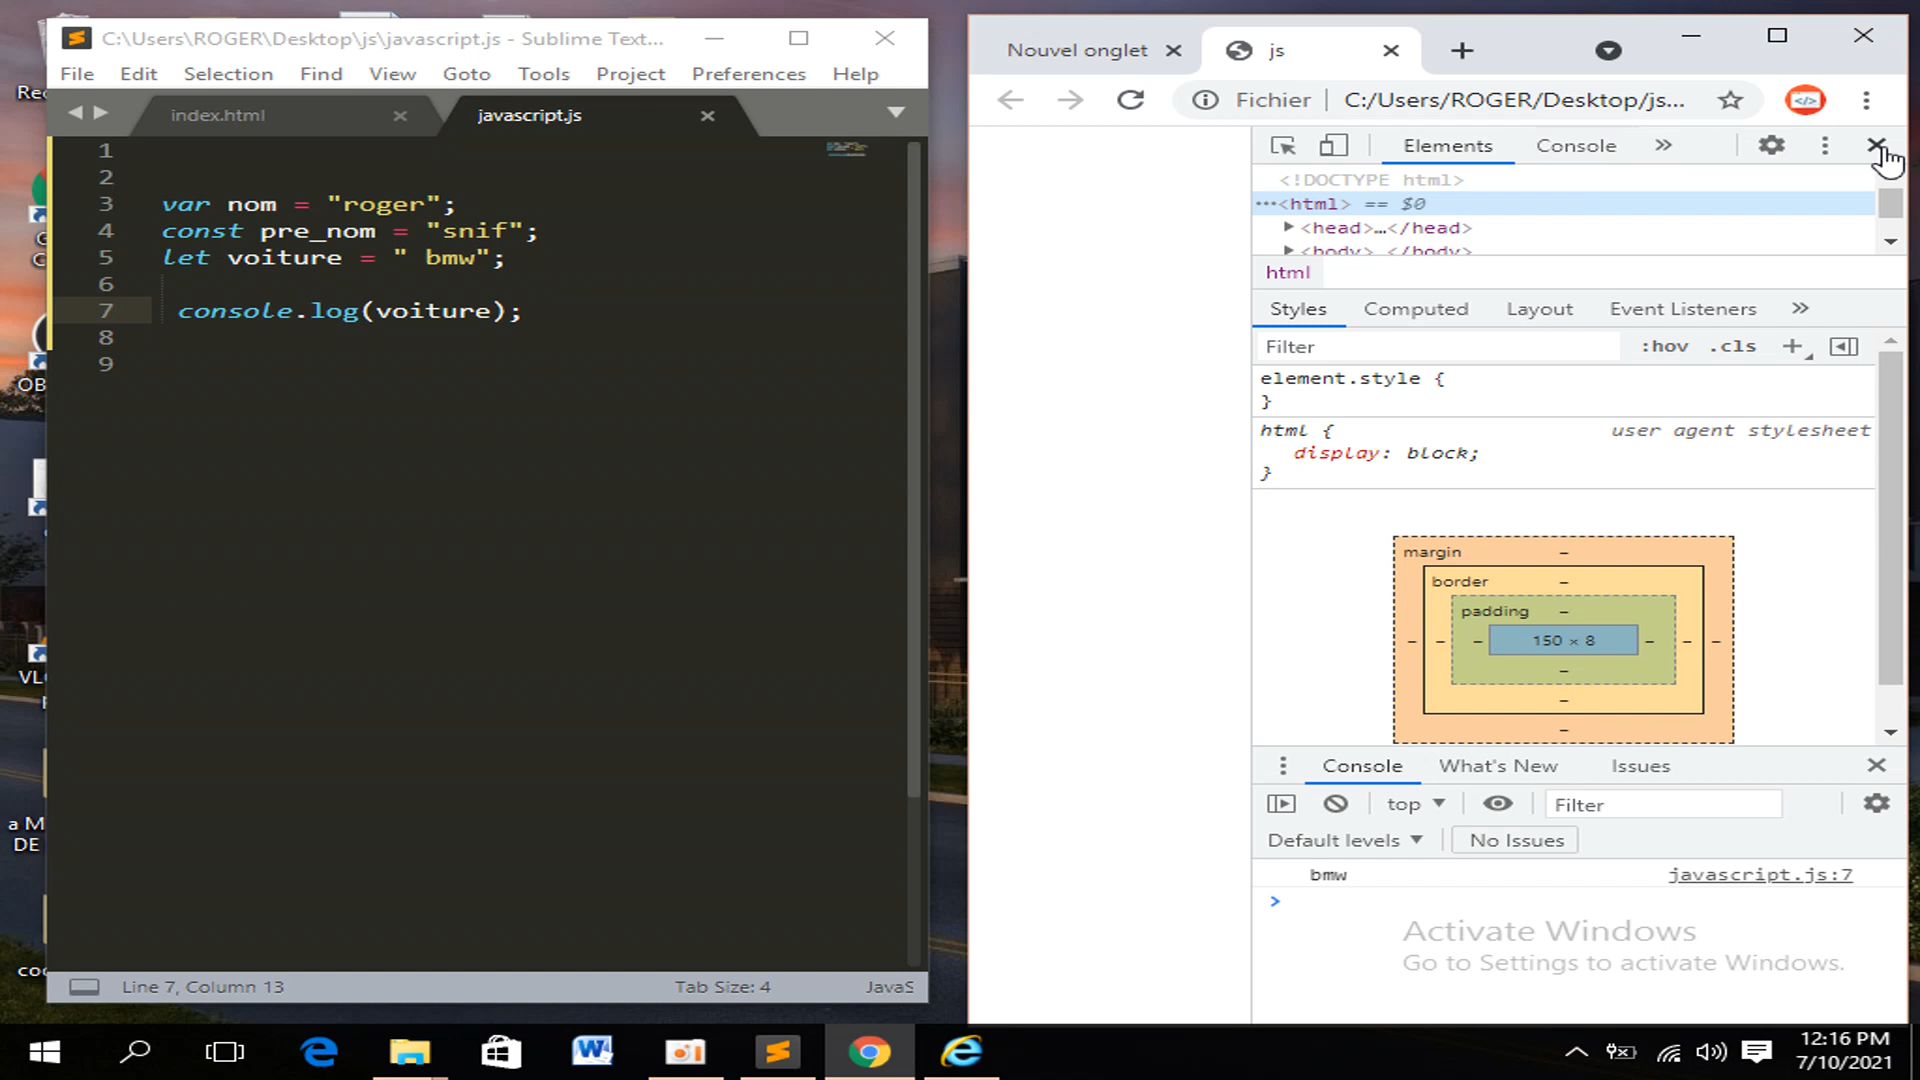 C:\Users\ROGER\Desktop\js\javascript.js - Sublime Text...
File Edit Selection Find View Goto Tools Project Preferences Help
index.html
javascript.js
1
2
3 var nom = "roger";
4 const pre_nom = "snif";
5 let voiture = " bmw";
6
7 console.log(voiture);
8
9
Line 7, Column 13 Tab Size: 4 JavaS
Nouvel onglet
js
Fichier C:/Users/ROGER/Desktop/js...
Elements Console
<!DOCTYPE html>
<html> == $0
<head>…</head>
<body> </body>
html
Styles Computed Layout Event Listeners
Filter :hov .cls
element.style {
}
html { user agent stylesheet
display: block;
}
margin
border
padding
150 × 8
Console What's New Issues
top Filter
Default levels No Issues
bmw javascript.js:7
Activate Windows
Go to Settings to activate Windows.
12:16 PM
7/10/2021